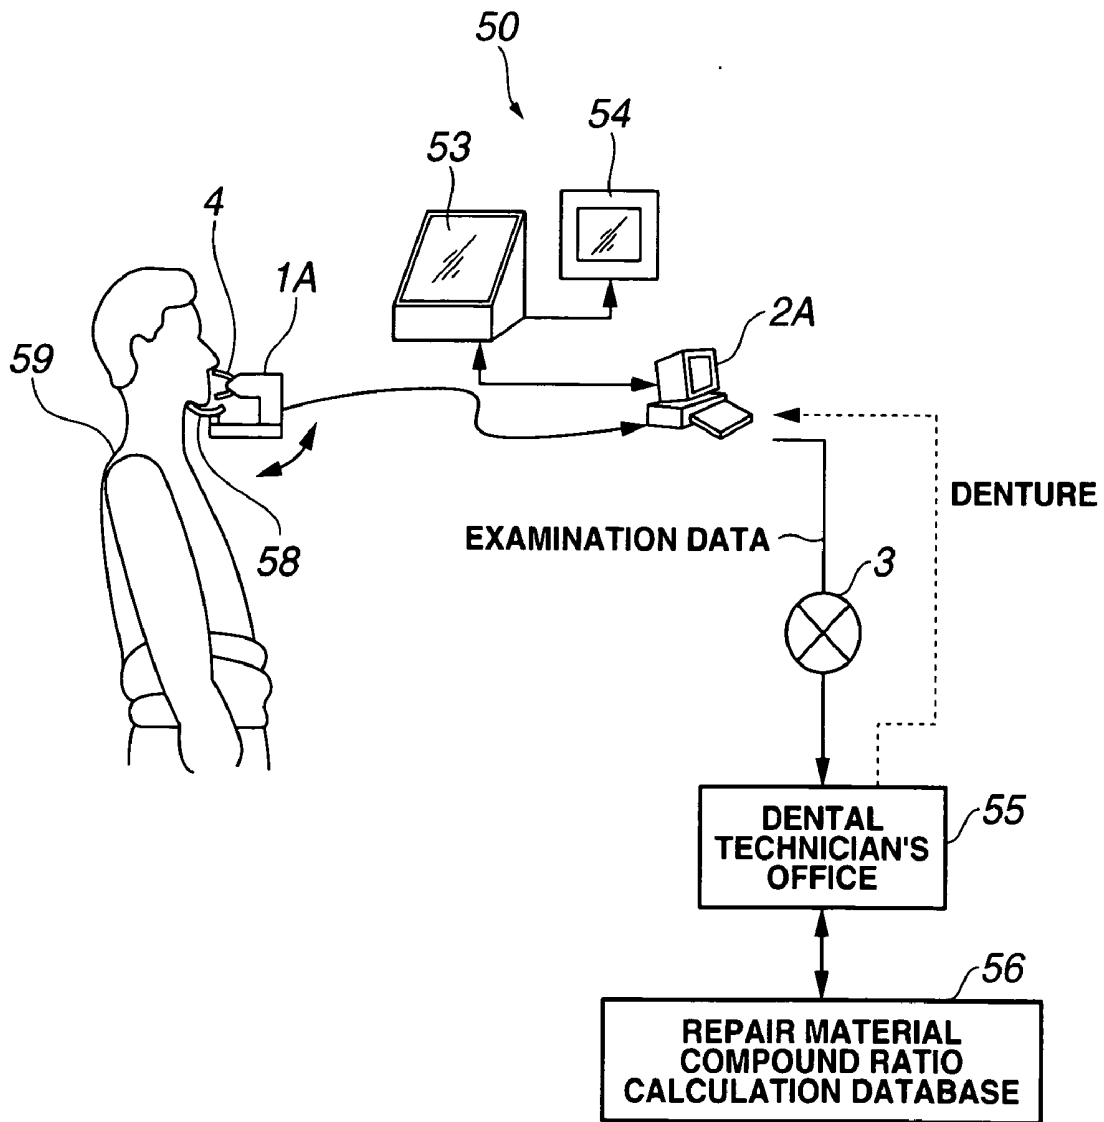 50
54
53
4
1A
2A
59
DENTURE
EXAMINATION DATA
58
3
DENTAL
TECHNICIAN'S
OFFICE
55
56
REPAIR MATERIAL
COMPOUND RATIO
CALCULATION DATABASE